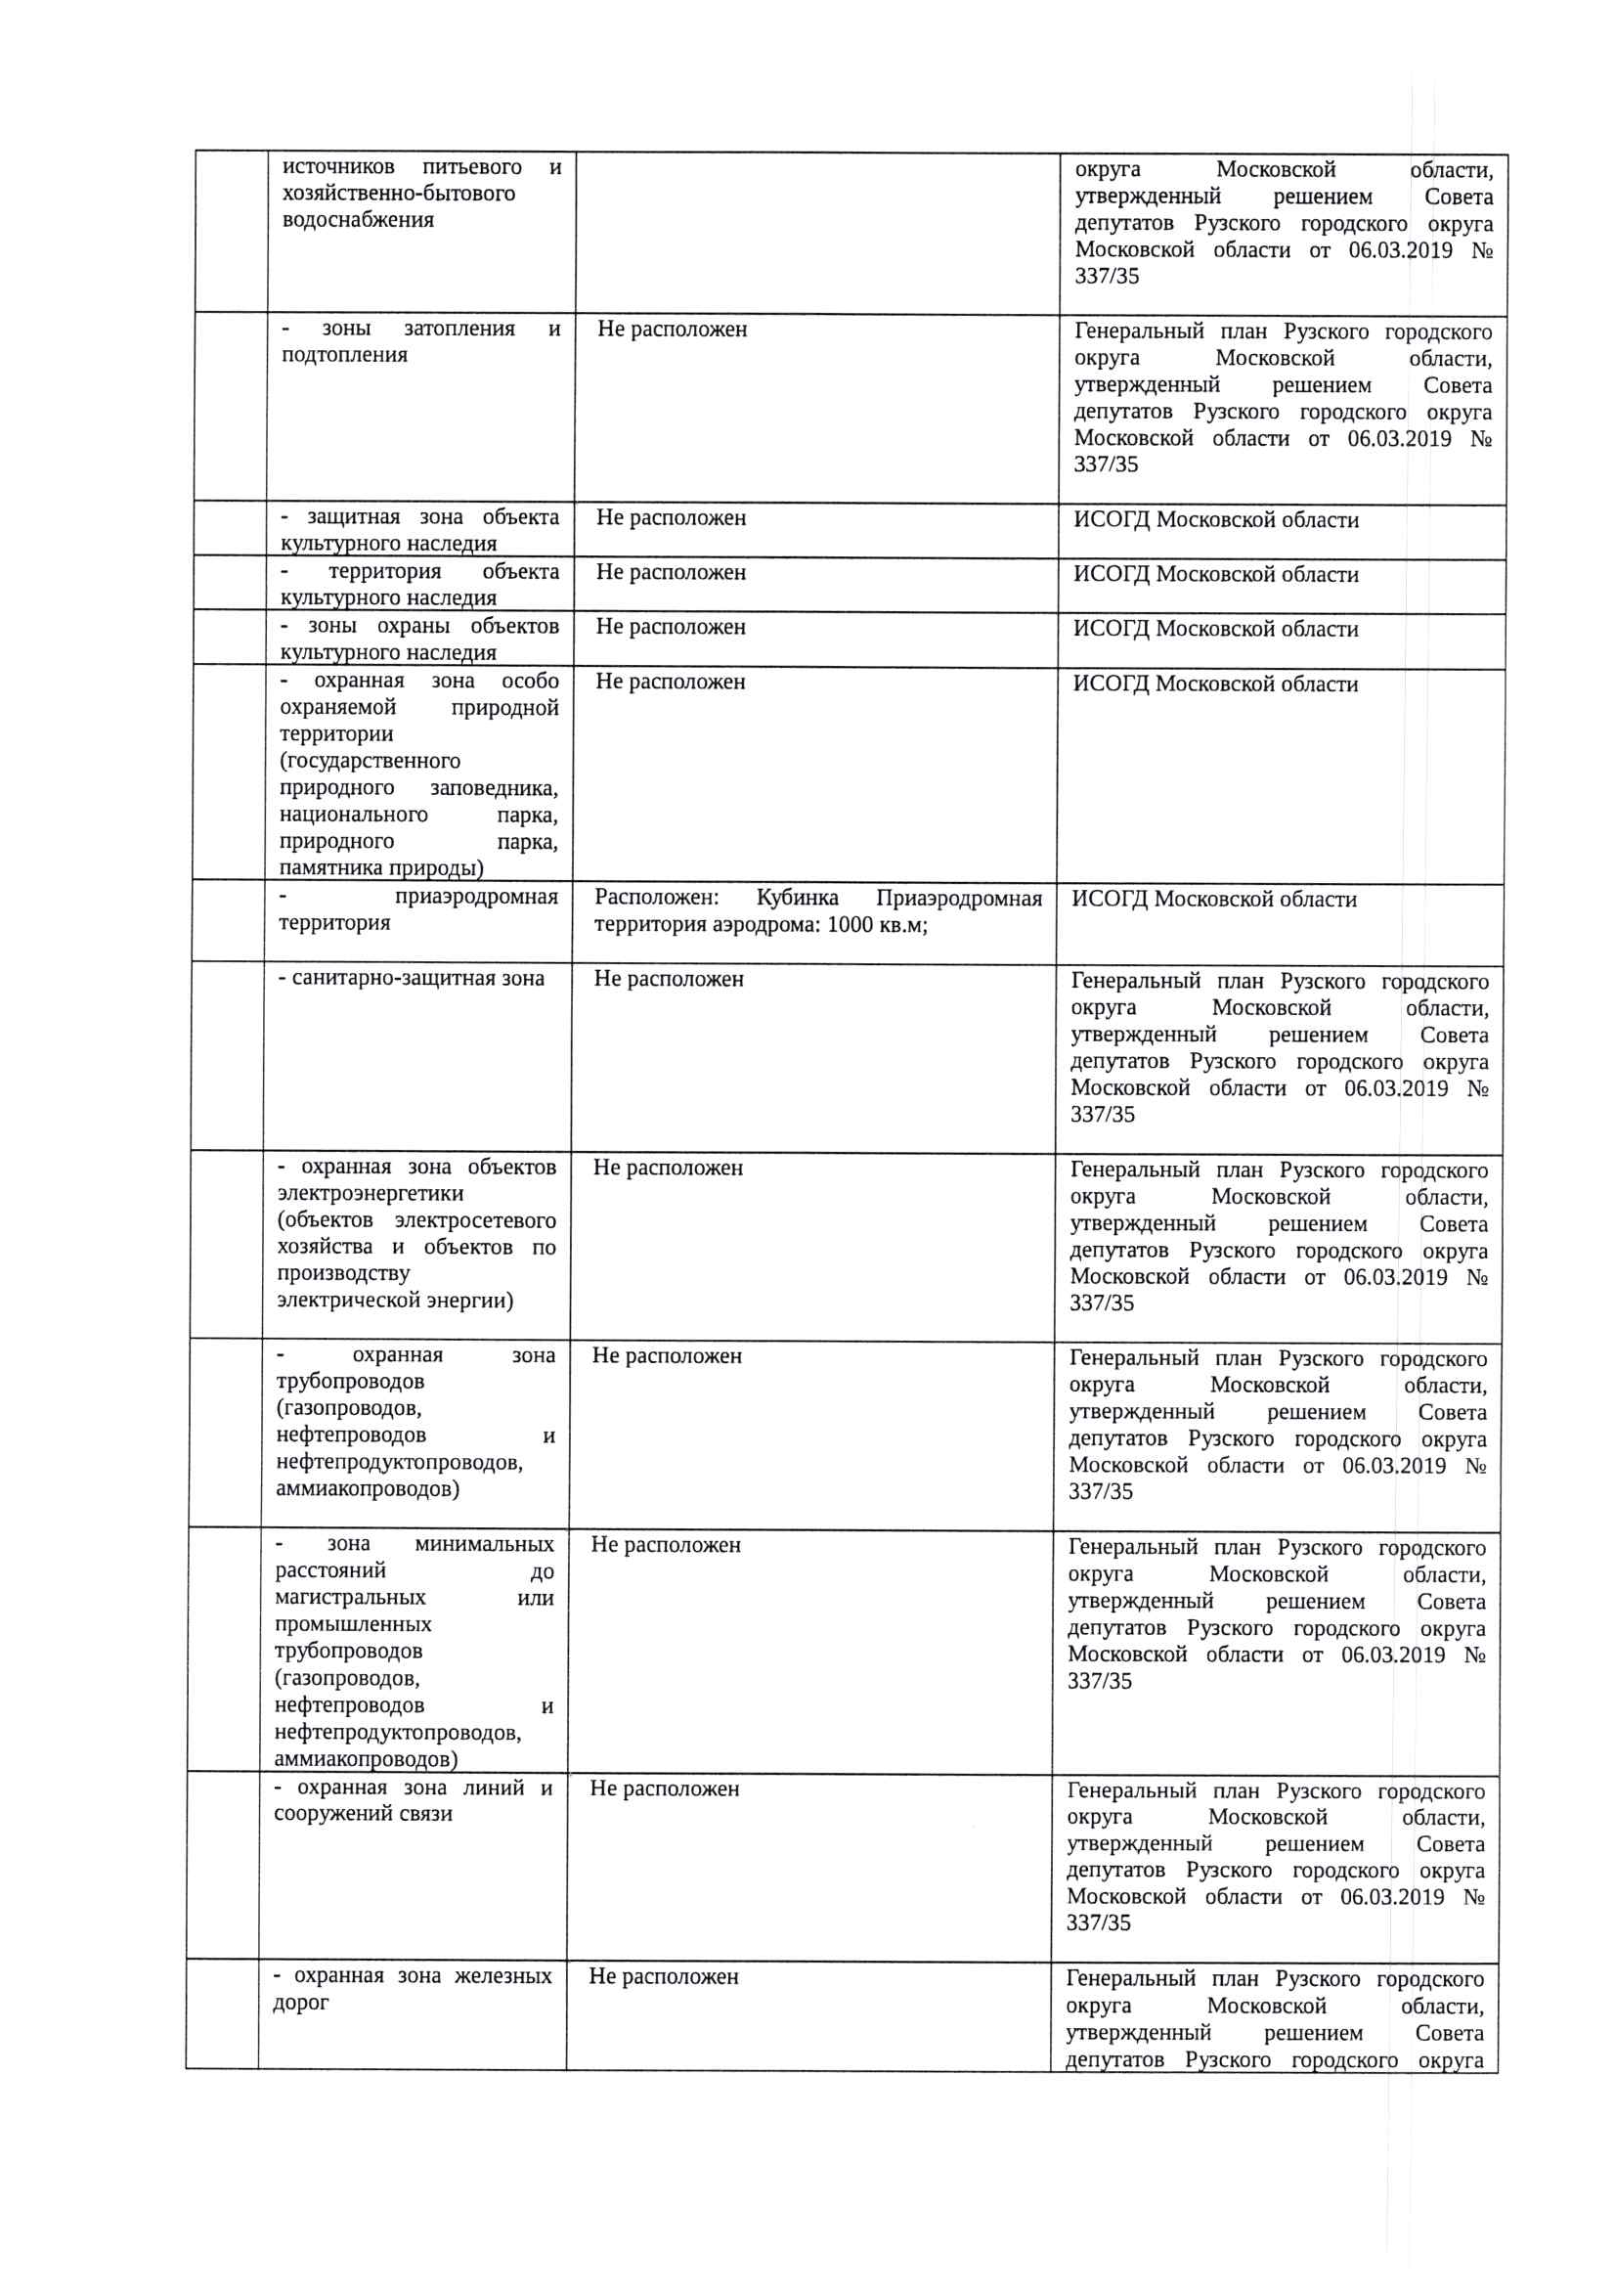 источников питьевого и
хозяйственно-бытового
водоснабжения
округа Московской области,
утвержденный решением Совета
депутатов Рузского городского округа
Московской области от 06.03.2019 №
337/35
- зоны затопления и
подтопления
Не расположен
Генеральный план Рузского городского
округа Московской области,
утвержденный решением Совета
депутатов Рузского городского округа
Московской области от 06.03.2019 №
337/35
- защитная зона объекта
культурного наследия
Не расположен
ИСОГД Московской области
- территория объекта
культурного наследия
Не расположен
ИСОГД Московской области
- зоны охраны объектов
культурного наследия
Не расположен
ИСОГД Московской области
- охранная зона особо
охраняемой природной
территории
(государственного
природного заповедника,
национального парка,
природного парка,
памятника природы)
Не расположен
ИСОГД Московской области
- приаэродромная
территория
Расположен: Кубинка Приаэродромная
территория аэродрома: 1000 кв.м;
ИСОГД Московской области
- санитарно-защитная зона
Не расположен
Генеральный план Рузского городского
округа Московской области,
утвержденный решением Совета
депутатов Рузского городского округа
Московской области от 06.03.2019 №
337/35
- охранная зона объектов
электроэнергетики
(объектов электросетевого
хозяйства и объектов по
производству
электрической энергии)
Не расположен
Генеральный план Рузского городского
округа Московской области,
утвержденный решением Совета
депутатов Рузского городского округа
Московской области от 06.03.2019 №
337/35
- охранная зона
трубопроводов
(газопроводов,
нефтепроводов и
нефтепродуктопроводов,
аммиакопроводов)
Не расположен
Генеральный план Рузского городского
округа Московской области,
утвержденный решением Совета
депутатов Рузского городского округа
Московской области от 06.03.2019 №
337/35
- зона минимальных
расстояний до
магистральных или
промышленных
трубопроводов
(газопроводов,
нефтепроводов и
нефтепродуктопроводов,
аммиакопроводов)
Не расположен
Генеральный план Рузского городского
округа Московской области,
утвержденный решением Совета
депутатов Рузского городского округа
Московской области от 06.03.2019 №
337/35
- охранная зона линий и
сооружений связи
Не расположен
Генеральный план Рузского городского
округа Московской области,
утвержденный решением Совета
депутатов Рузского городского округа
Московской области от 06.03.2019 №
337/35
- охранная зона железных
дорог
Не расположен
Генеральный план Рузского городского
округа Московской области,
утвержденный решением Совета
депутатов Рузского городского округа